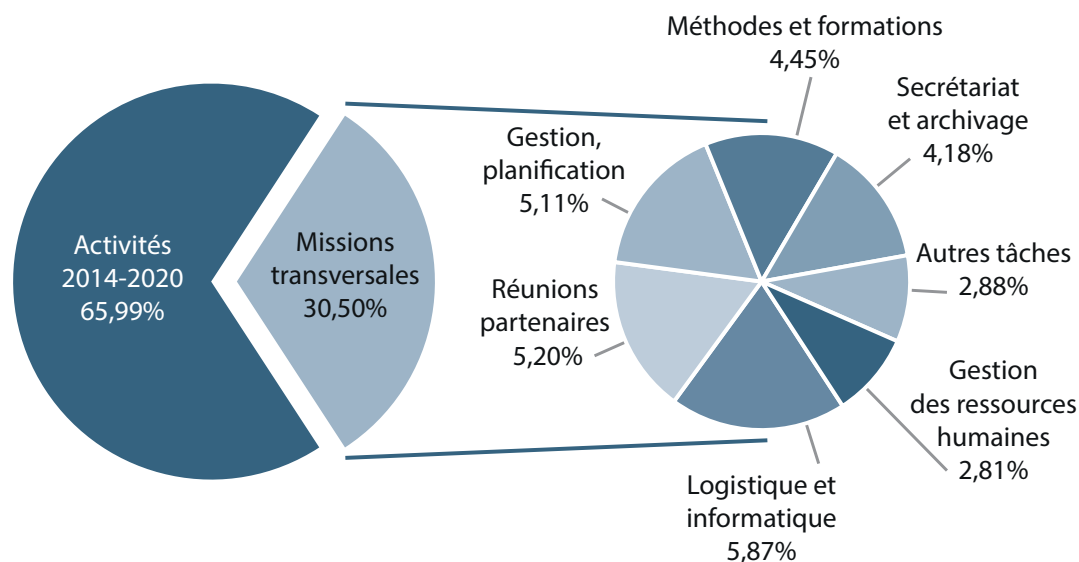 Méthodes et formations
4,45%
Secrétariat
et archivage
4,18%
Gestion,
planification
5,11%
Activités
2014-2020
65,99%
Missions
transversales
30,50%
Autres tâches
2,88%
Réunions
partenaires
5,20%
Gestion
des ressources
humaines
2,81%
Logistique et
informatique
5,87%